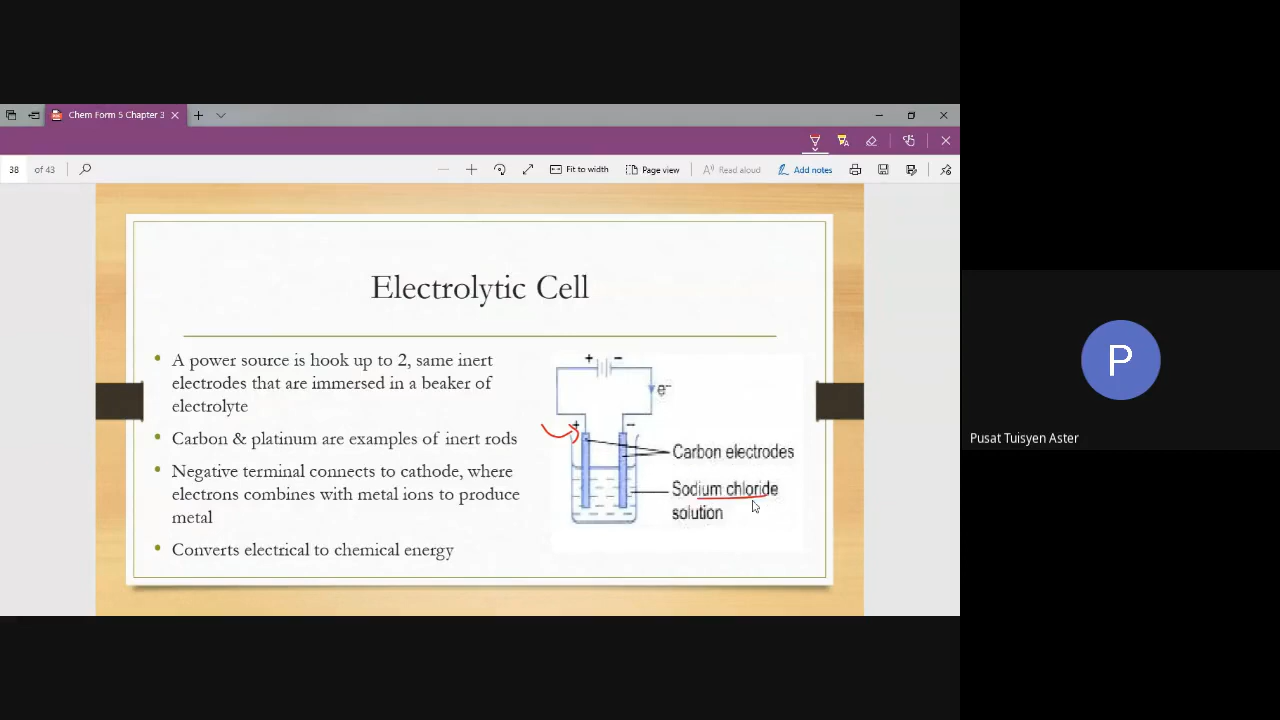 Chem Form 5 Chapter 3
38 of 43
Fit to width
Page view
Read aloud
Add notes
Electrolytic Cell
A power source is hook up to 2, same inert
electrodes that are immersed in a beaker of
electrolyte
Carbon & platinum are examples of inert rods
Negative terminal connects to cathode, where
electrons combines with metal ions to produce
metal
Converts electrical to chemical energy
+ −
e⁻
+ −
Carbon electrodes
Sodium chloride
solution
P
Pusat Tuisyen Aster